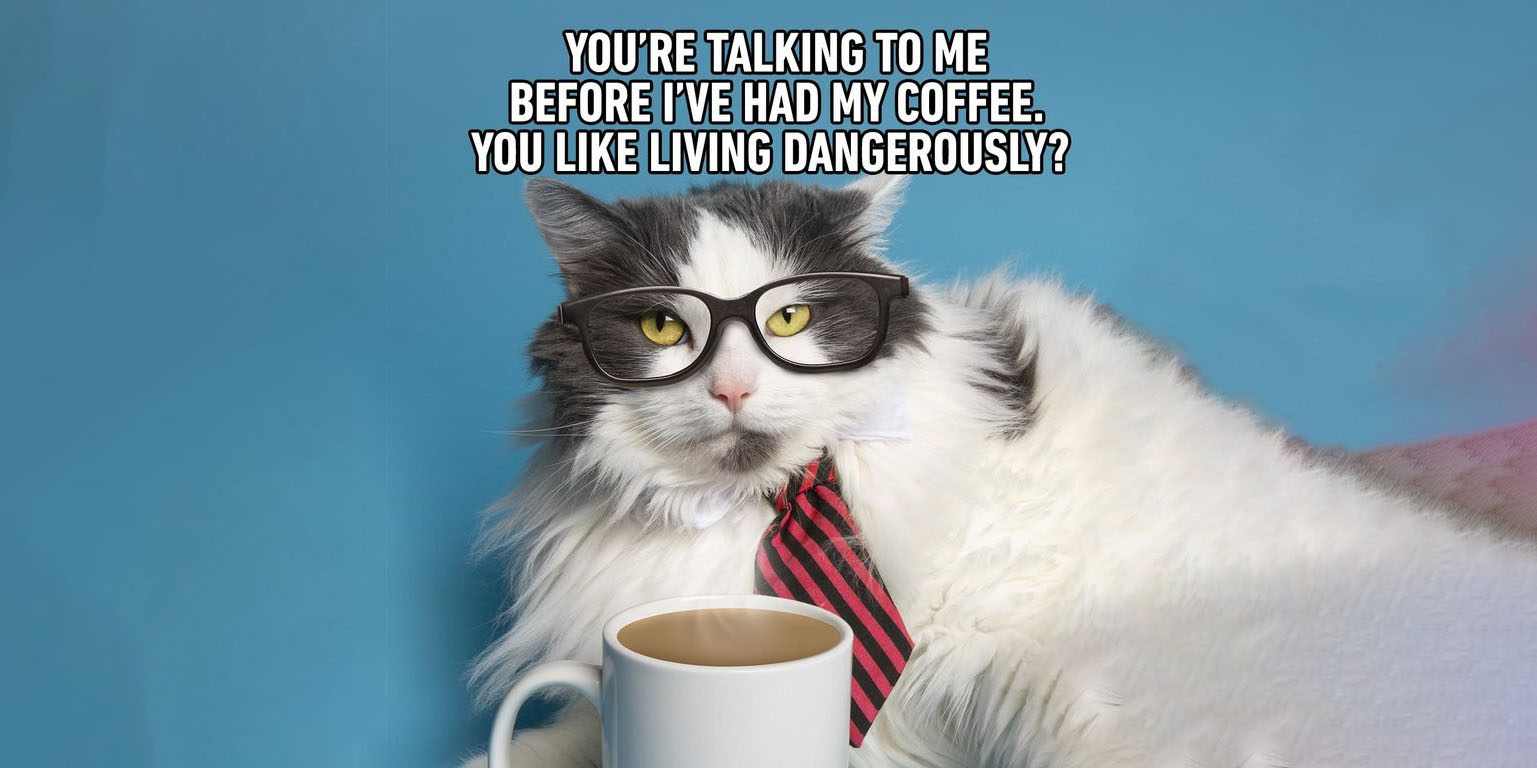 YOU'RE TALKING TO ME
BEFORE I'VE HAD MY COFFEE.
YOU LIKE LIVING DANGEROUSLY?